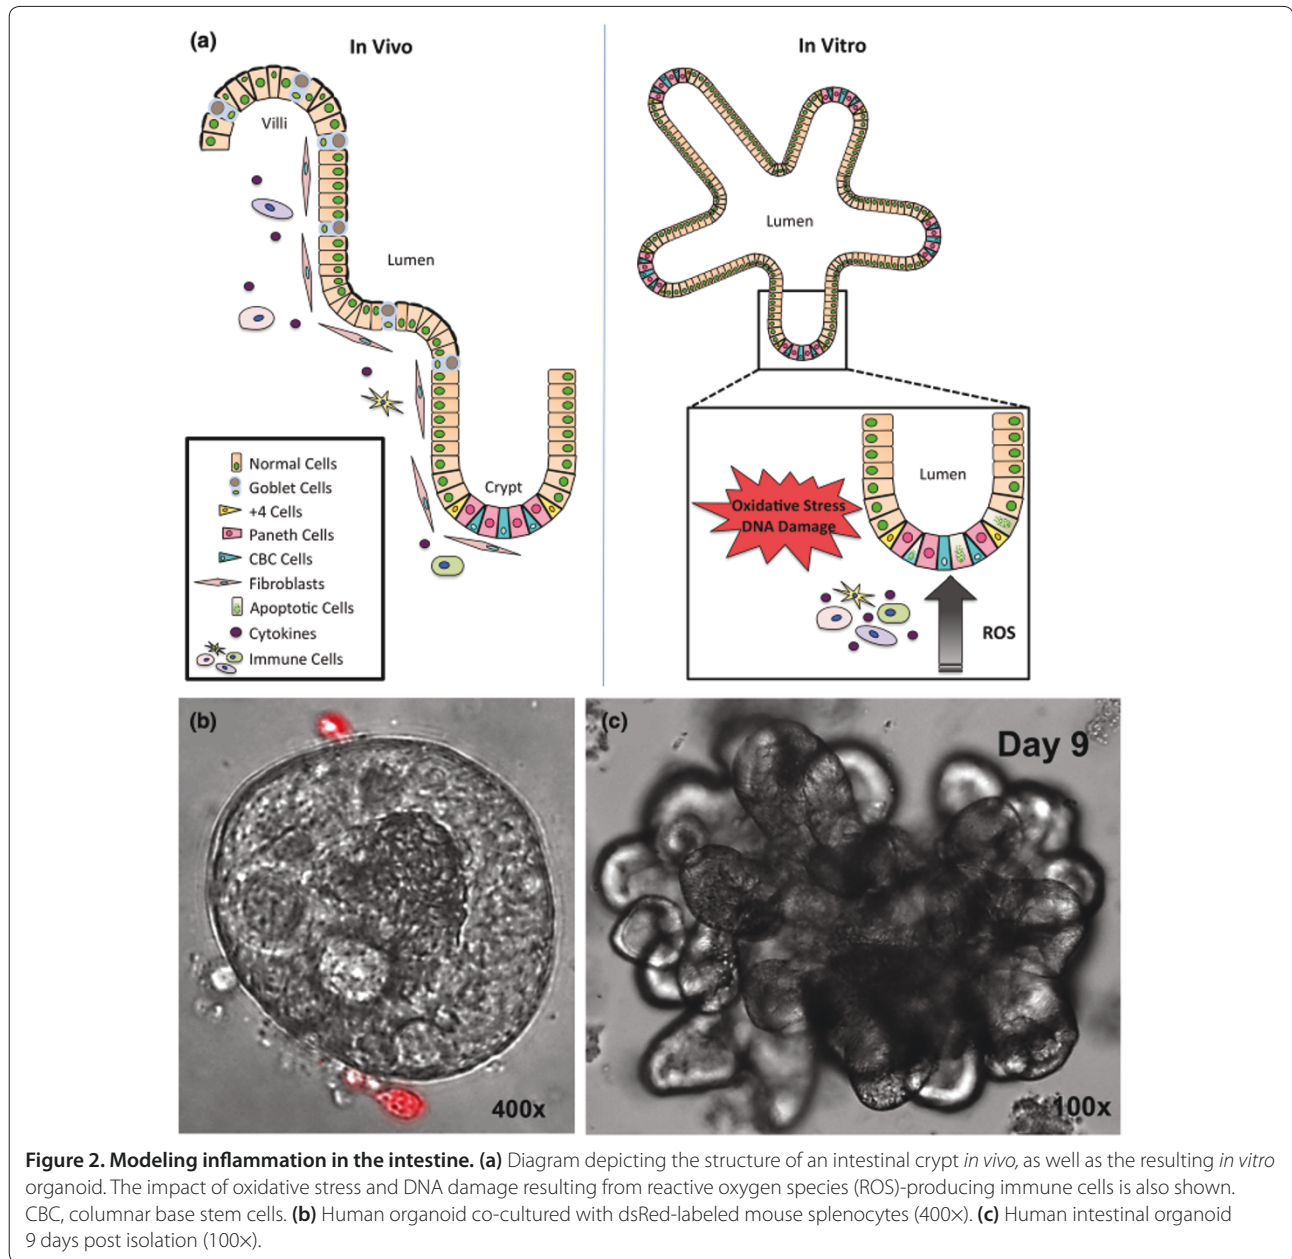 (a)
In Vivo
In Vitro
Villi
Lumen
Crypt
Normal Cells
Goblet Cells
+4 Cells
Paneth Cells
CBC Cells
Fibroblasts
Apoptotic Cells
Cytokines
Immune Cells
Lumen
Lumen
Oxidative Stress
DNA Damage
ROS
(b)
400x
(c)
Day 9
100x
Figure 2. Modeling inflammation in the intestine. (a) Diagram depicting the structure of an intestinal crypt in vivo, as well as the resulting in vitro
organoid. The impact of oxidative stress and DNA damage resulting from reactive oxygen species (ROS)-producing immune cells is also shown.
CBC, columnar base stem cells. (b) Human organoid co-cultured with dsRed-labeled mouse splenocytes (400×). (c) Human intestinal organoid
9 days post isolation (100×).